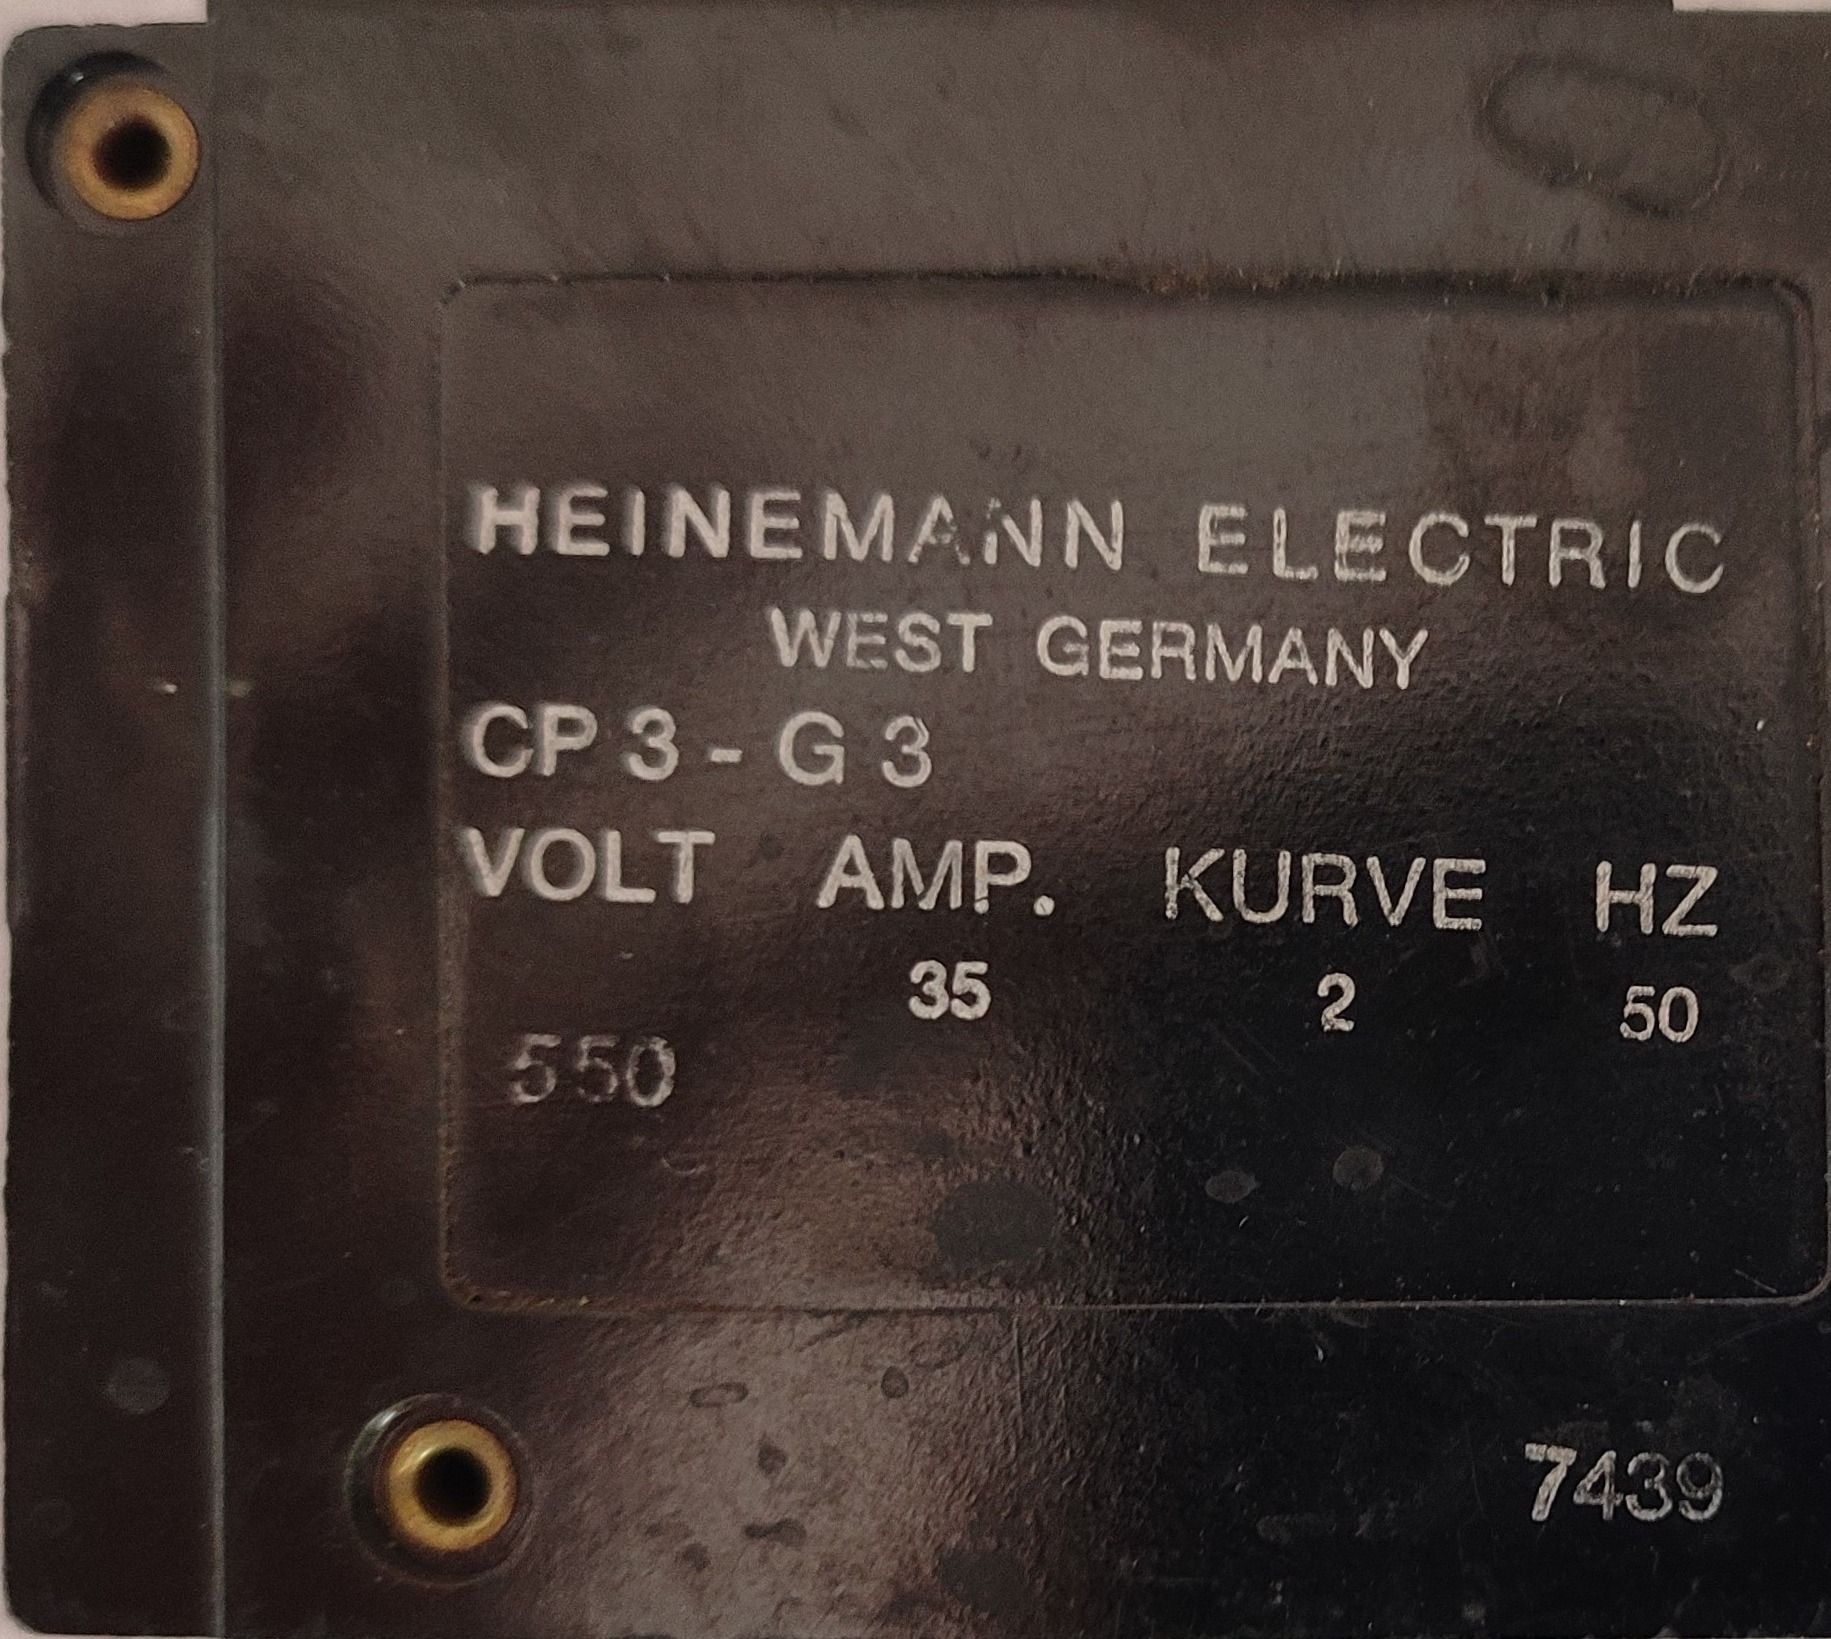 HEINEMANN ELECTRIC
WEST GERMANY
CP 3 - G 3
VOLT AMP. KURVE HZ
35 2 50
550
7439